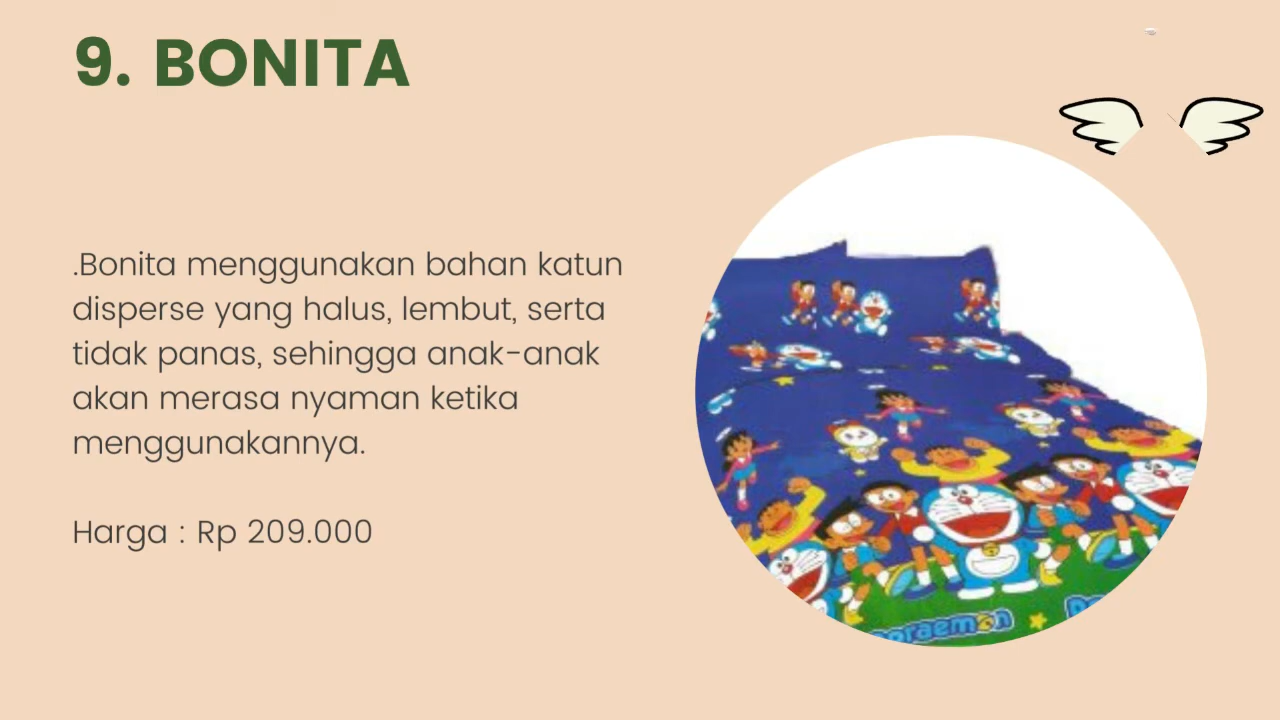 9. BONITA
.Bonita menggunakan bahan katun
disperse yang halus, lembut, serta
tidak panas, sehingga anak-anak
akan merasa nyaman ketika
menggunakannya.
Harga : Rp 209.000
Doraemon